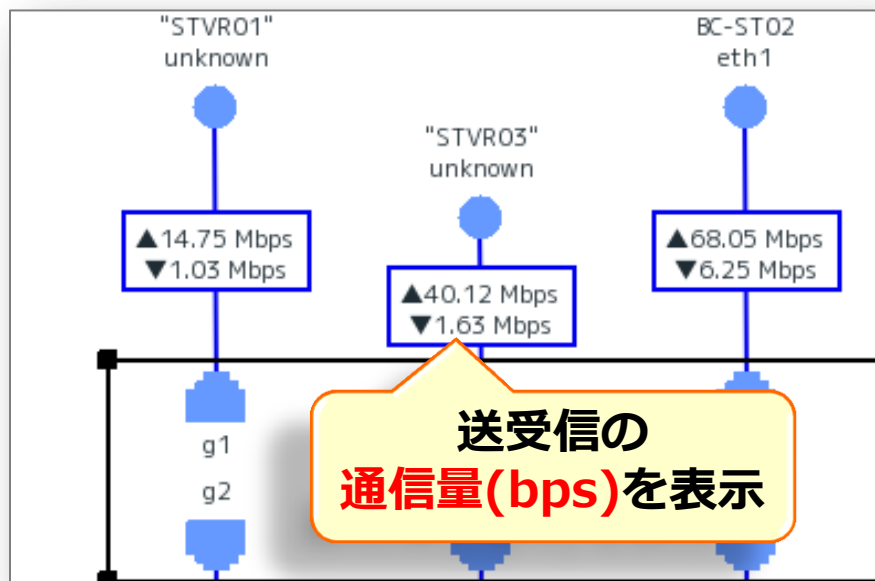 "STVR01"
unknown
BC-ST02
eth1
"STVR03"
unknown
▲14.75 Mbps
▼1.03 Mbps
▲68.05 Mbps
▼6.25 Mbps
▲40.12 Mbps
▼1.63 Mbps
g1
g2
送受信の
通信量(bps)を表示